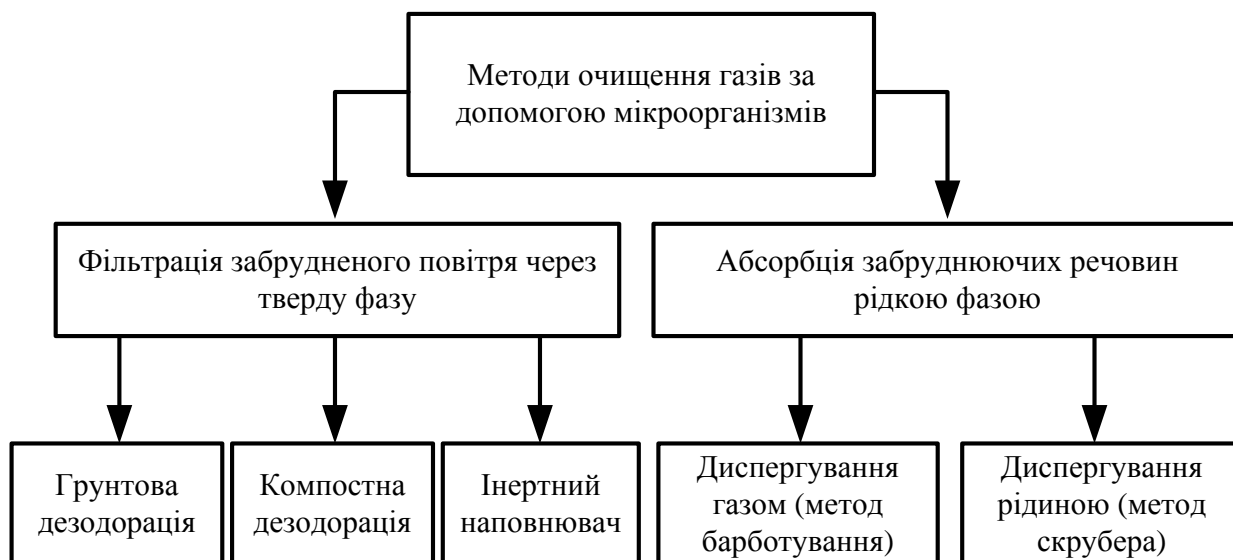 Методи очищення газів за
допомогою мікроорганізмів
Фільтрація забрудненого повітря через
тверду фазу
Абсорбція забруднюючих речовин
рідкою фазою
Грунтова
дезодорація
Компостна
дезодорація
Інертний
наповнювач
Диспергування
газом (метод
барботування)
Диспергування
рідиною (метод
скрубера)